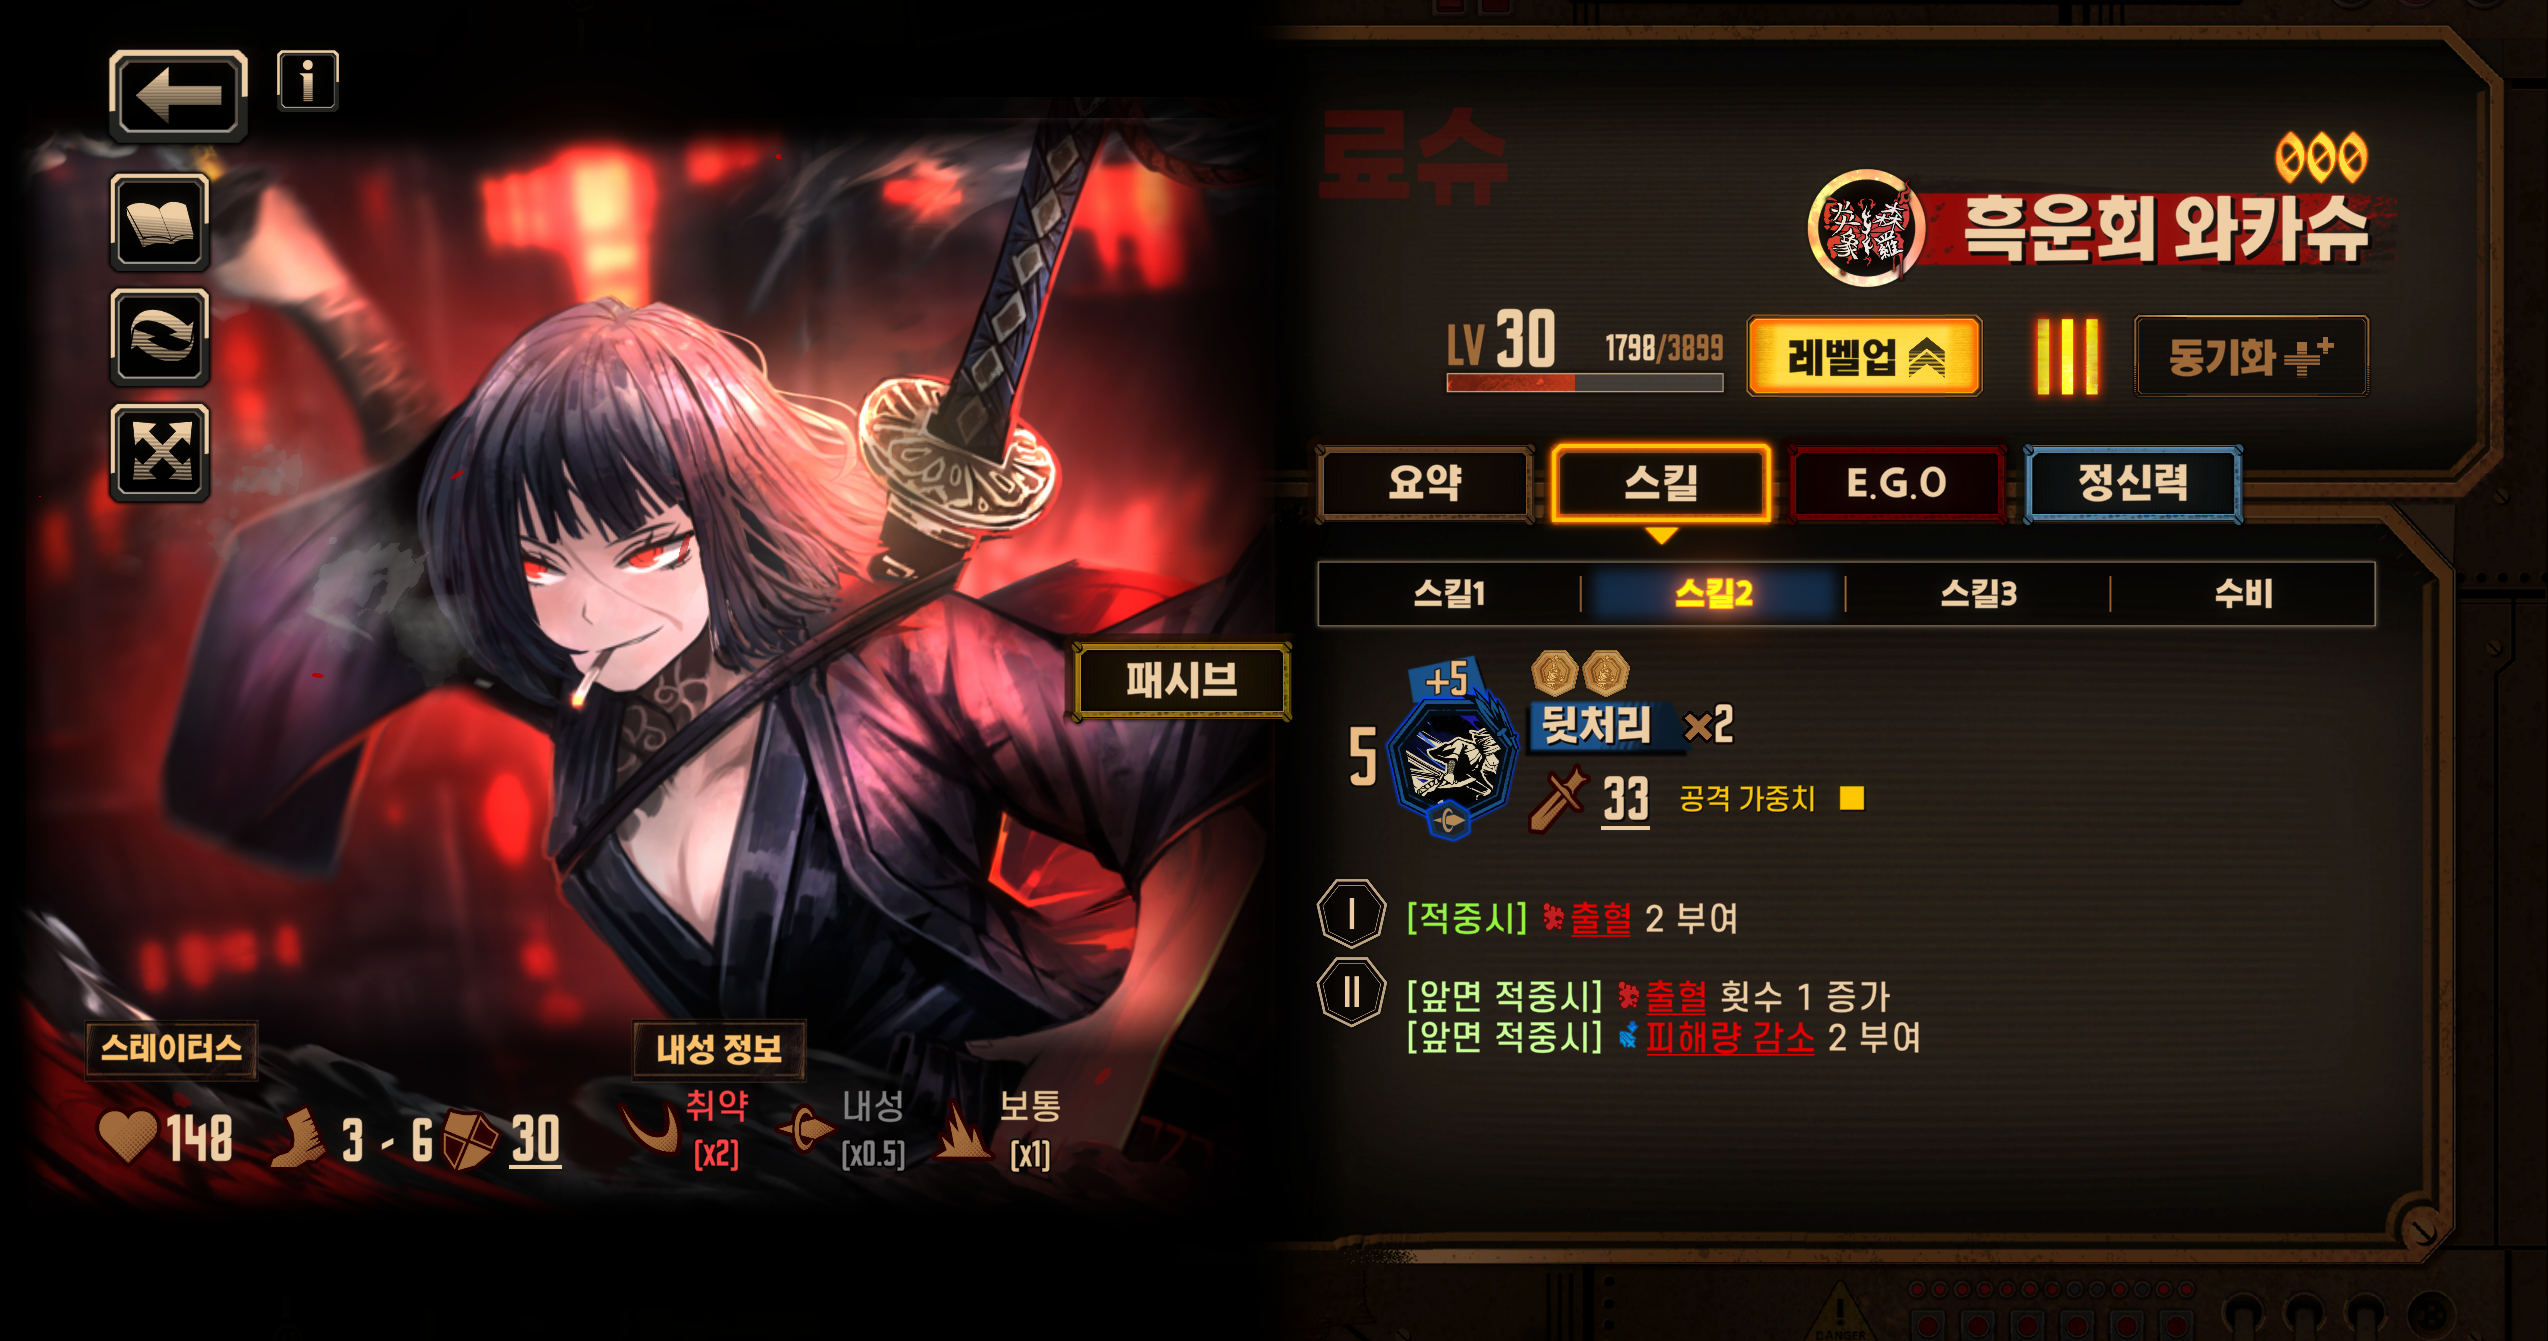 료슈
흑운회 와카슈
LV 30
1798/3899
레벨업
동기화
요약
스킬
E.G.O
정신력
스킬1
스킬2
스킬3
수비
패시브
+5
5
뒷처리 ×2
33
공격 가중치
I
[적중시] 출혈 2 부여
II
[앞면 적중시] 출혈 횟수 1 증가
[앞면 적중시] 피해량 감소 2 부여
스테이터스
148
3 - 6
30
내성 정보
취약
[x2]
내성
[x0.5]
보통
[x1]
DANGER